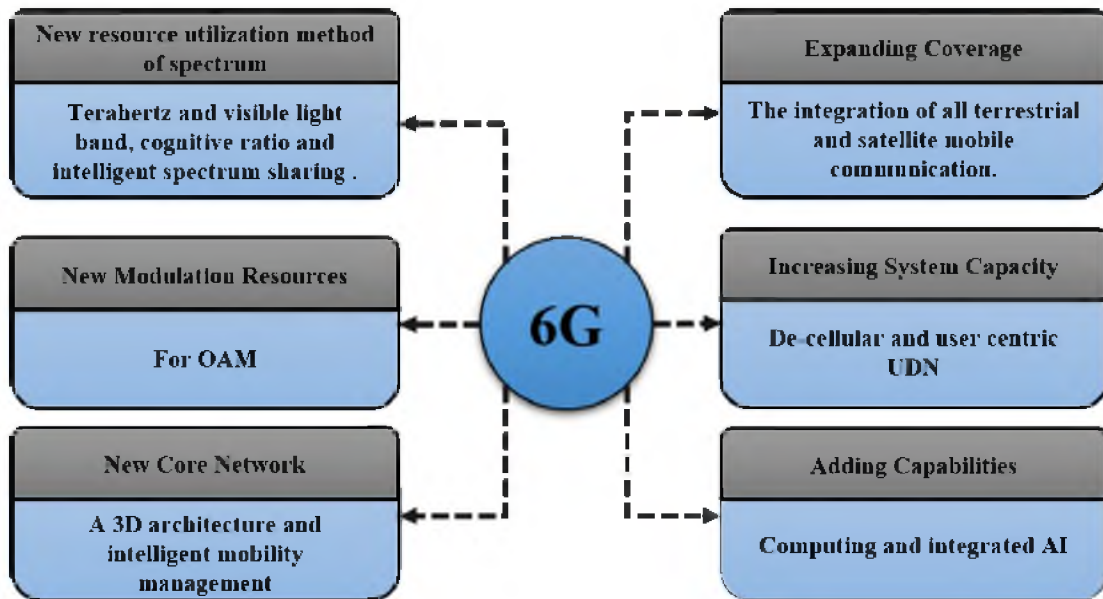 New resource utilization method
of spectrum
Terahertz and visible light
band, cognitive ratio and
intelligent spectrum sharing .
New Modulation Resources
For OAM
New Core Network
A 3D architecture and
intelligent mobility
management
6G
Expanding Coverage
The integration of all terrestrial
and satellite mobile
communication.
Increasing System Capacity
De-cellular and user centric
UDN
Adding Capabilities
Computing and integrated AI